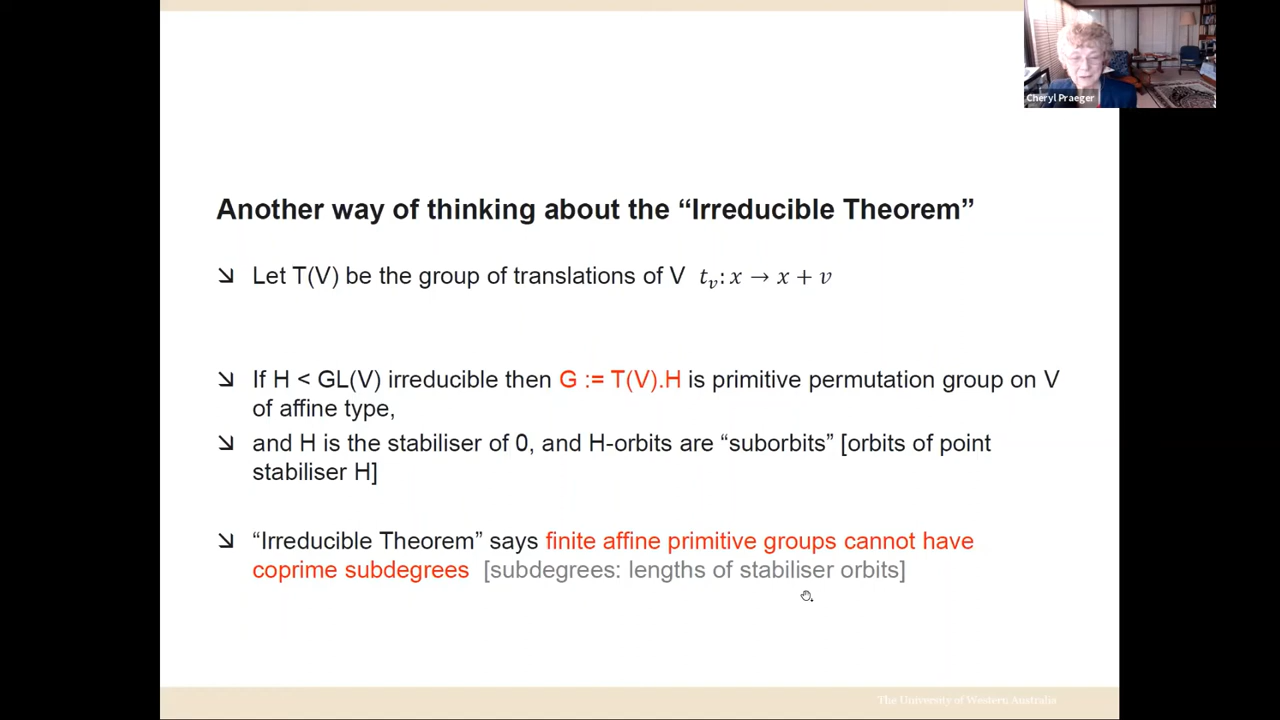 Cheryl Praeger
Another way of thinking about the “Irreducible Theorem”
↘ Let T(V) be the group of translations of V t_v: x → x + v
↘ If H < GL(V) irreducible then G := T(V).H is primitive permutation group on V
of affine type,
↘ and H is the stabiliser of 0, and H-orbits are “suborbits” [orbits of point
stabiliser H]
↘ “Irreducible Theorem” says finite affine primitive groups cannot have
coprime subdegrees [subdegrees: lengths of stabiliser orbits]
The University of Western Australia